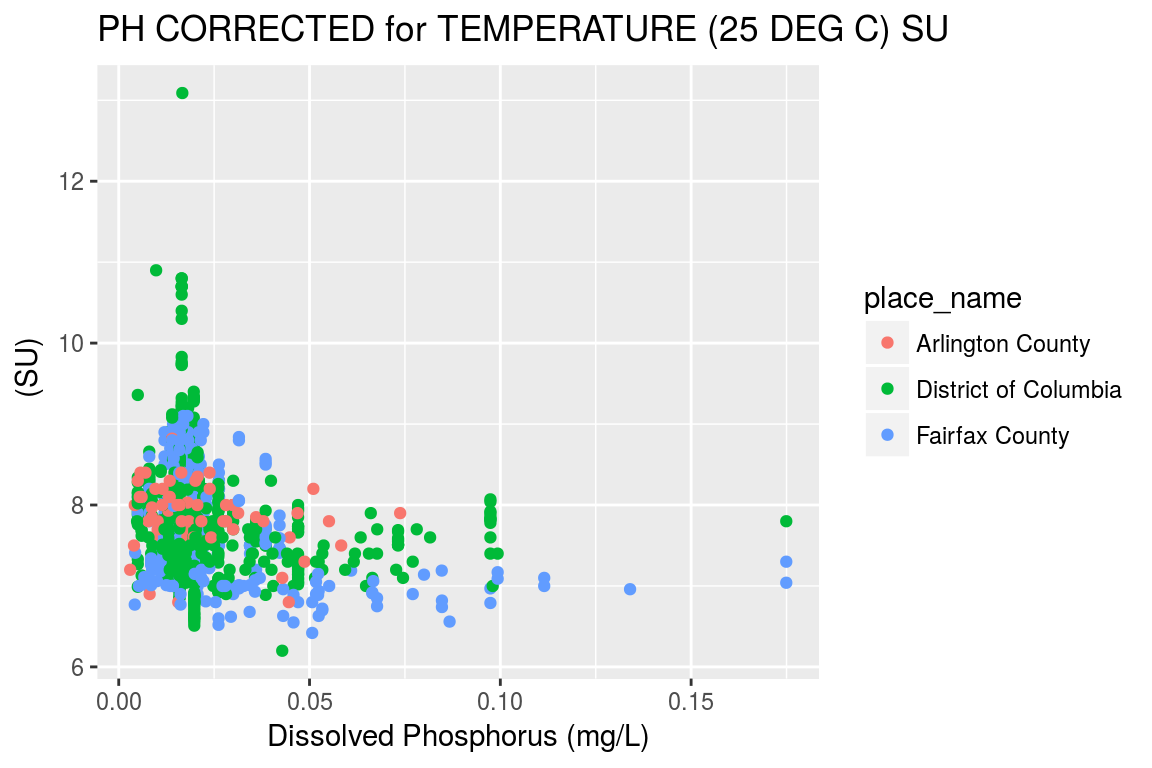 PH CORRECTED for TEMPERATURE (25 DEG C) SU
(SU)
12
10
8
6
0.00
0.05
0.10
0.15
Dissolved Phosphorus (mg/L)
place_name
Arlington County
District of Columbia
Fairfax County